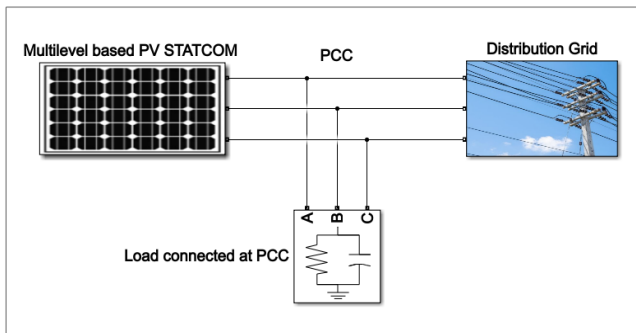 Multilevel based PV STATCOM
PCC
Distribution Grid
A
B
C
Load connected at PCC